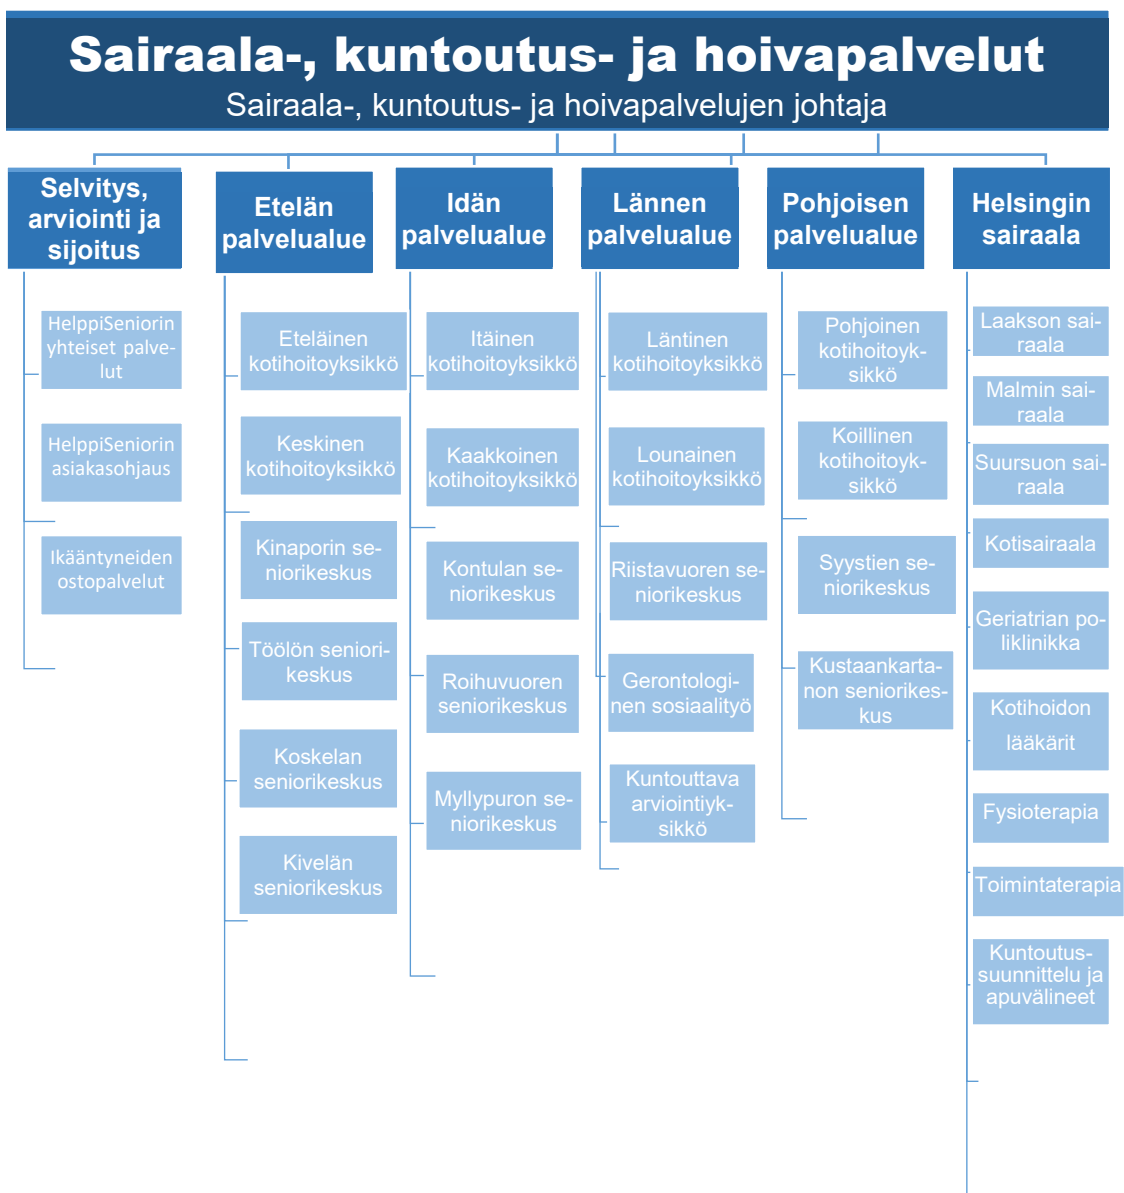 Sairaala-, kuntoutus- ja hoivapalvelut
Sairaala-, kuntoutus- ja hoivapalvelujen johtaja
Selvitys,
arviointi ja
sijoitus
HelppiSeniorin
yhteiset palve-
lut
HelppiSeniorin
asiakasohjaus
Ikääntyneiden
ostopalvelut
Etelän
palvelualue
Eteläinen
kotihoitoyksikkö
Keskinen
kotihoitoyksikkö
Kinaporin se-
niorikeskus
Töölön seniori-
keskus
Koskelan
seniorikeskus
Kivelän
seniorikeskus
Idän
palvelualue
Itäinen
kotihoitoyksikkö
Kaakkoinen
kotihoitoyksikkö
Kontulan se-
niorikeskus
Roihuvuoren
seniorikeskus
Myllypuron se-
niorikeskus
Lännen
palvelualue
Läntinen
kotihoitoyksikkö
Lounainen
kotihoitoyksikkö
Riistavuoren se-
niorikeskus
Gerontologi-
nen sosiaalityö
Kuntouttava
arviointiyk-
sikkö
Pohjoisen
palvelualue
Pohjoinen
kotihoitoyk-
sikkö
Koillinen
kotihoitoyk-
sikkö
Syystien se-
niorikeskus
Kustaankarta-
non seniorikes-
kus
Helsingin
sairaala
Laakson sai-
raala
Malmin sai-
raala
Suursuon sai-
raala
Kotisairaala
Geriatrian po-
liklinikka
Kotihoidon
lääkärit
Fysioterapia
Toimintaterapia
Kuntoutus-
suunnittelu ja
apuvälineet